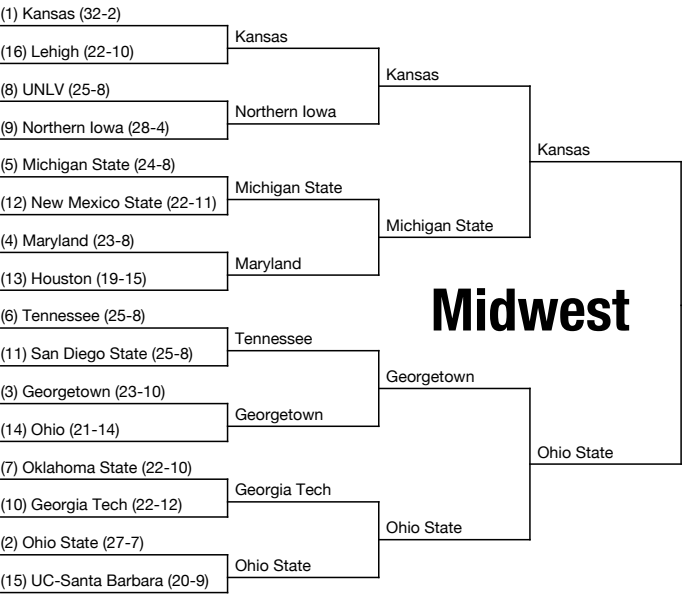 (1) Kansas (32-2)
(16) Lehigh (22-10)
(8) UNLV (25-8)
(9) Northern Iowa (28-4)
(5) Michigan State (24-8)
(12) New Mexico State (22-11)
(4) Maryland (23-8)
(13) Houston (19-15)
(6) Tennessee (25-8)
(11) San Diego State (25-8)
(3) Georgetown (23-10)
(14) Ohio (21-14)
(7) Oklahoma State (22-10)
(10) Georgia Tech (22-12)
(2) Ohio State (27-7)
(15) UC-Santa Barbara (20-9)
Kansas
Northern Iowa
Michigan State
Maryland
Tennessee
Georgetown
Georgia Tech
Ohio State
Kansas
Michigan State
Georgetown
Ohio State
Kansas
Ohio State
Midwest